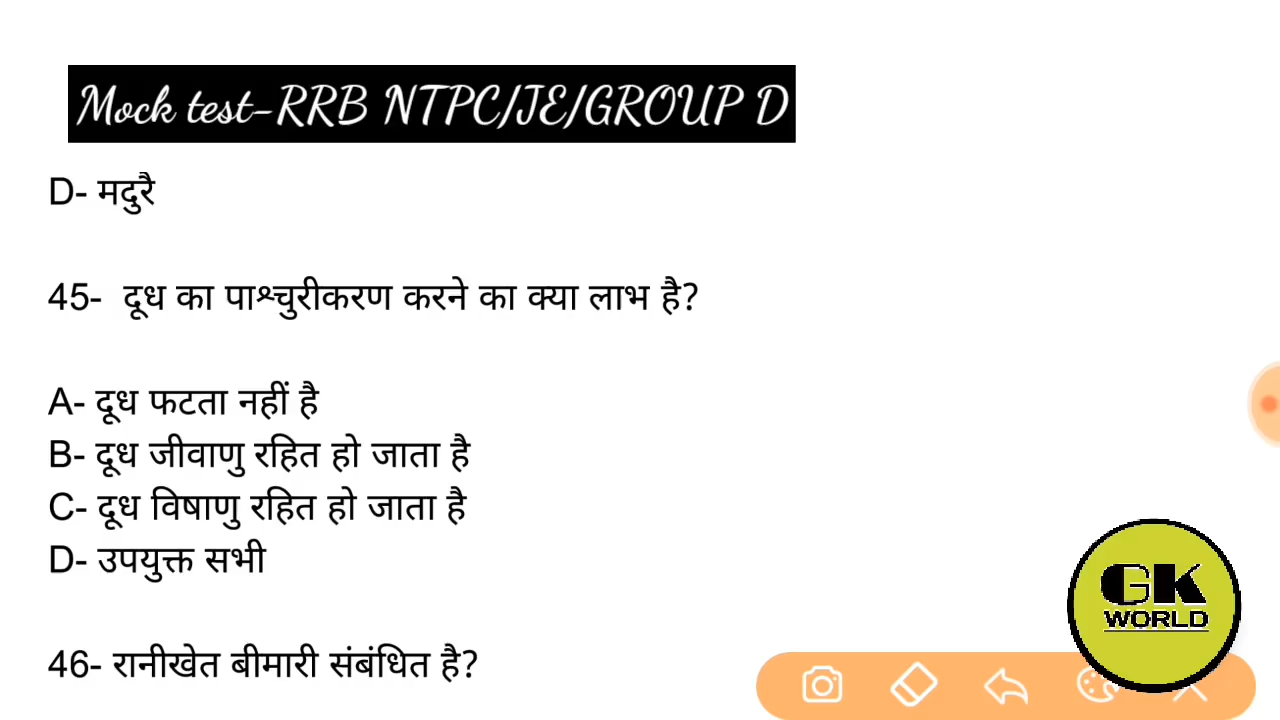 Mock test-RRB NTPC/JE/GROUP D
D- मदुरै
45- दूध का पाश्चुरीकरण करने का क्या लाभ है?
A- दूध फटता नहीं है
B- दूध जीवाणु रहित हो जाता है
C- दूध विषाणु रहित हो जाता है
D- उपयुक्त सभी
46- रानीखेत बीमारी संबंधित है?
GK
WORLD